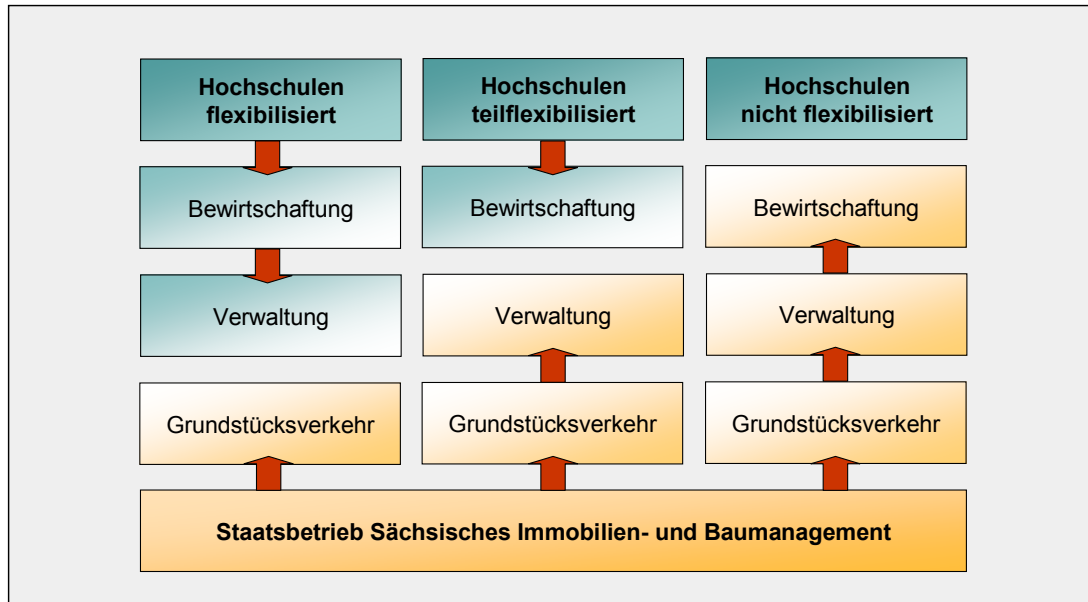 Hochschulen
flexibilisiert
Hochschulen
teilflexibilisiert
Hochschulen
nicht flexibilisiert
Bewirtschaftung
Bewirtschaftung
Bewirtschaftung
Verwaltung
Verwaltung
Verwaltung
Grundstücksverkehr
Grundstücksverkehr
Grundstücksverkehr
Staatsbetrieb Sächsisches Immobilien- und Baumanagement